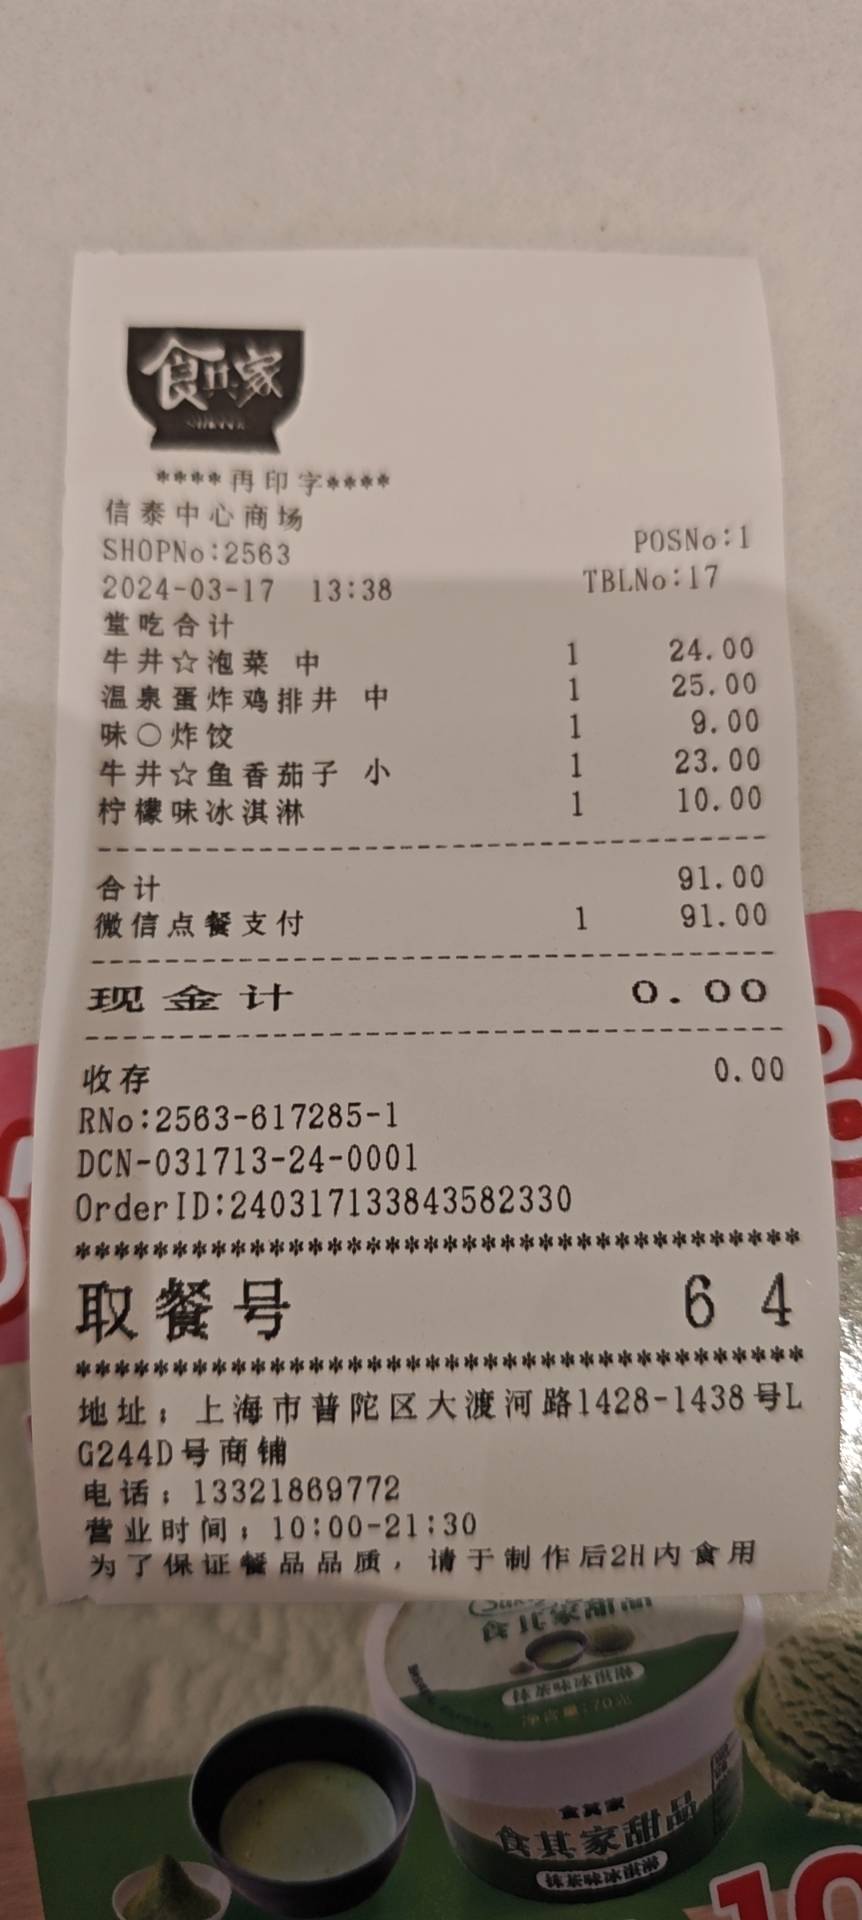 食其家
****再印字****
信泰中心商场
SHOPNo:2563 POSNo:1
2024-03-17 13:38 TBLNo:17
堂吃合计
牛井☆泡菜 中 1 24.00
温泉蛋炸鸡排井 中 1 25.00
味〇炸饺 1 9.00
牛井☆鱼香茄子 小 1 23.00
柠檬味冰淇淋 1 10.00
合计 91.00
微信点餐支付 1 91.00
现金计 0.00
收存 0.00
RNo:2563-617285-1
DCN-031713-24-0001
OrderID:240317133843582330
****************************************
取餐号 64
****************************************
地址：上海市普陀区大渡河路1428-1438号L
G244D号商铺
电话：13321869772
营业时间：10:00-21:30
为了保证餐品品质，请于制作后2H内食用
食其家甜品
抹茶味冰淇淋
净含量:70克
食其家
食其家甜品
抹茶味冰淇淋
10